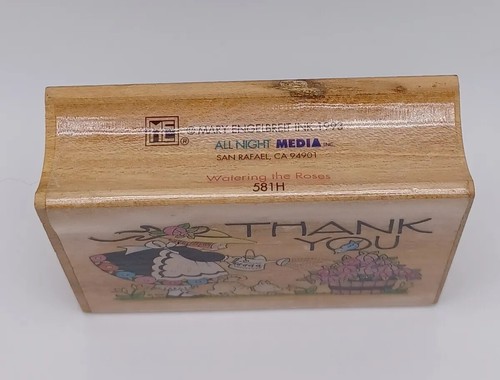 ME ®
© MARY ENGELBREIT INK 1993
ALL NIGHT MEDIA INC
SAN RAFAEL, CA 94901
Watering the Roses
581H
THANK
YOU